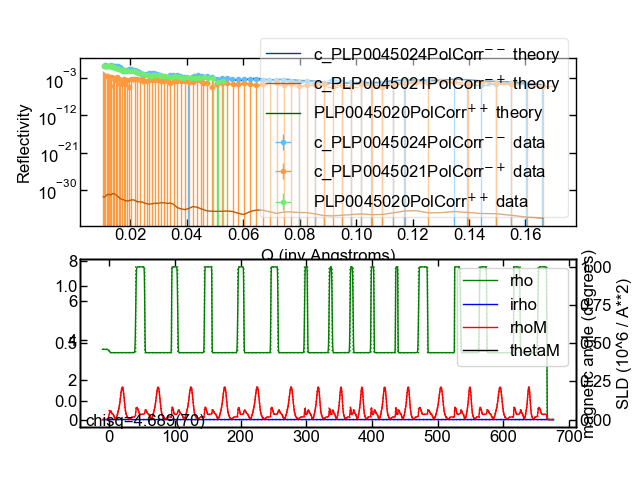 c_PLP0045024PolCorr⁻⁻ theory
c_PLP0045021PolCorr⁻⁺ theory
PLP0045020PolCorr⁺⁺ theory
c_PLP0045024PolCorr⁻⁻ data
c_PLP0045021PolCorr⁻⁺ data
PLP0045020PolCorr⁺⁺ data
Reflectivity
10⁻³
10⁻¹²
10⁻²¹
10⁻³⁰
0.02 0.04 0.06 0.08 0.10 0.12 0.14 0.16
Q (inv Angstroms)
rho
irho
rhoM
thetaM
8
6
4
2
0
1.0
0.5
0.0
chisq=4.689(70)
0 100 200 300 400 500 600 700
magnetic angle (degrees)
SLD (10^6 / A**2)